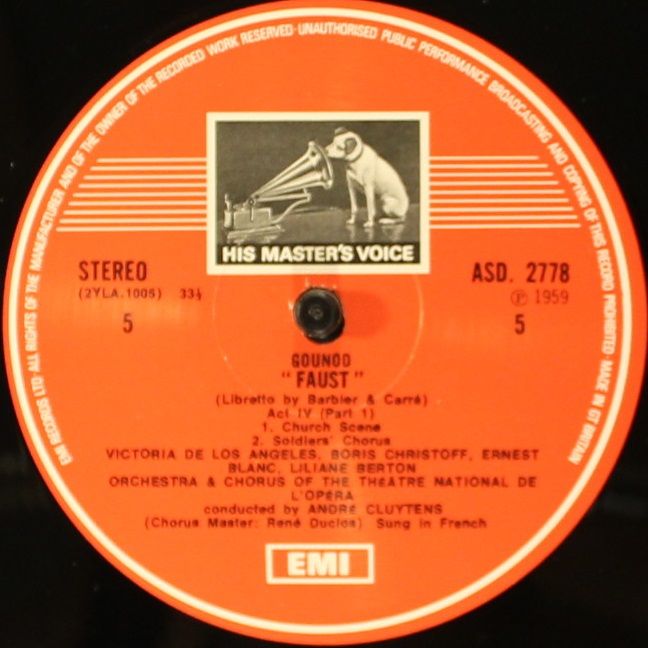 EMI RECORDS LTD ALL RIGHTS OF THE MANUFACTURER AND OF THE OWNER OF THE RECORDED WORK RESERVED·UNAUTHORISED PUBLIC PERFORMANCE BROADCASTING AND COPYING OF THIS RECORD PROHIBITED MADE IN GT BRITAIN
HIS MASTER'S VOICE
STEREO
(2YLA.1005) 33⅓
5
ASD. 2778
℗ 1959
5
GOUNOD
"FAUST"
(Libretto by Barbier & Carré)
Act IV (Part 1)
1. Church Scene
2. Soldiers' Chorus
VICTORIA DE LOS ANGELES, BORIS CHRISTOFF, ERNEST
BLANC, LILIANE BERTON
ORCHESTRA & CHORUS OF THE THÉATRE NATIONAL DE
L'OPÉRA
conducted by ANDRÉ CLUYTENS
(Chorus Master: René Duclos) Sung in French
EMI